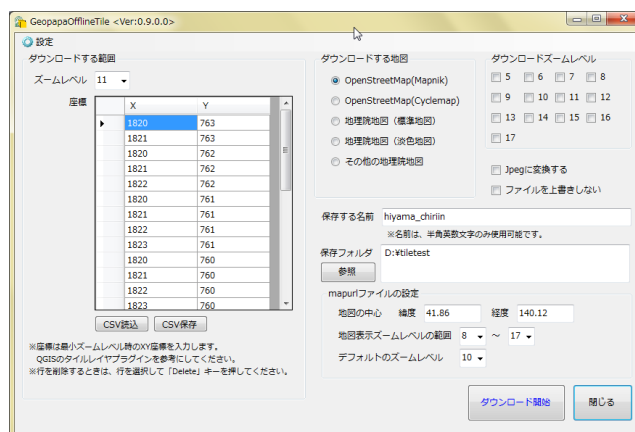 GeopapaOfflineTile <Ver:0.9.0.0>
設定
ダウンロードする範囲
ズームレベル 11
座標
X Y
1820 763
1821 763
1820 762
1821 762
1822 762
1820 761
1821 761
1822 761
1823 761
1820 760
1821 760
1822 760
1823 760
CSV読込 CSV保存
※座標は最小ズームレベル時のXY座標を入力します。
QGISのタイルレイヤプラグインを参考にしてください。
※行を削除するときは、行を選択して「Delete」キーを押してください。
ダウンロードする地図
OpenStreetMap(Mapnik)
OpenStreetMap(Cyclemap)
地理院地図（標準地図）
地理院地図（淡色地図）
その他の地理院地図
ダウンロードズームレベル
5 6 7 8
9 10 11 12
13 14 15 16
17
Jpegに変換する
ファイルを上書きしない
保存する名前 hiyama_chiriin
※名前は、半角英数文字のみ使用可能です。
保存フォルダ D:¥tiletest
参照
mapurlファイルの設定
地図の中心 緯度 41.86 経度 140.12
地図表示ズームレベルの範囲 8 ～ 17
デフォルトのズームレベル 10
ダウンロード開始 閉じる